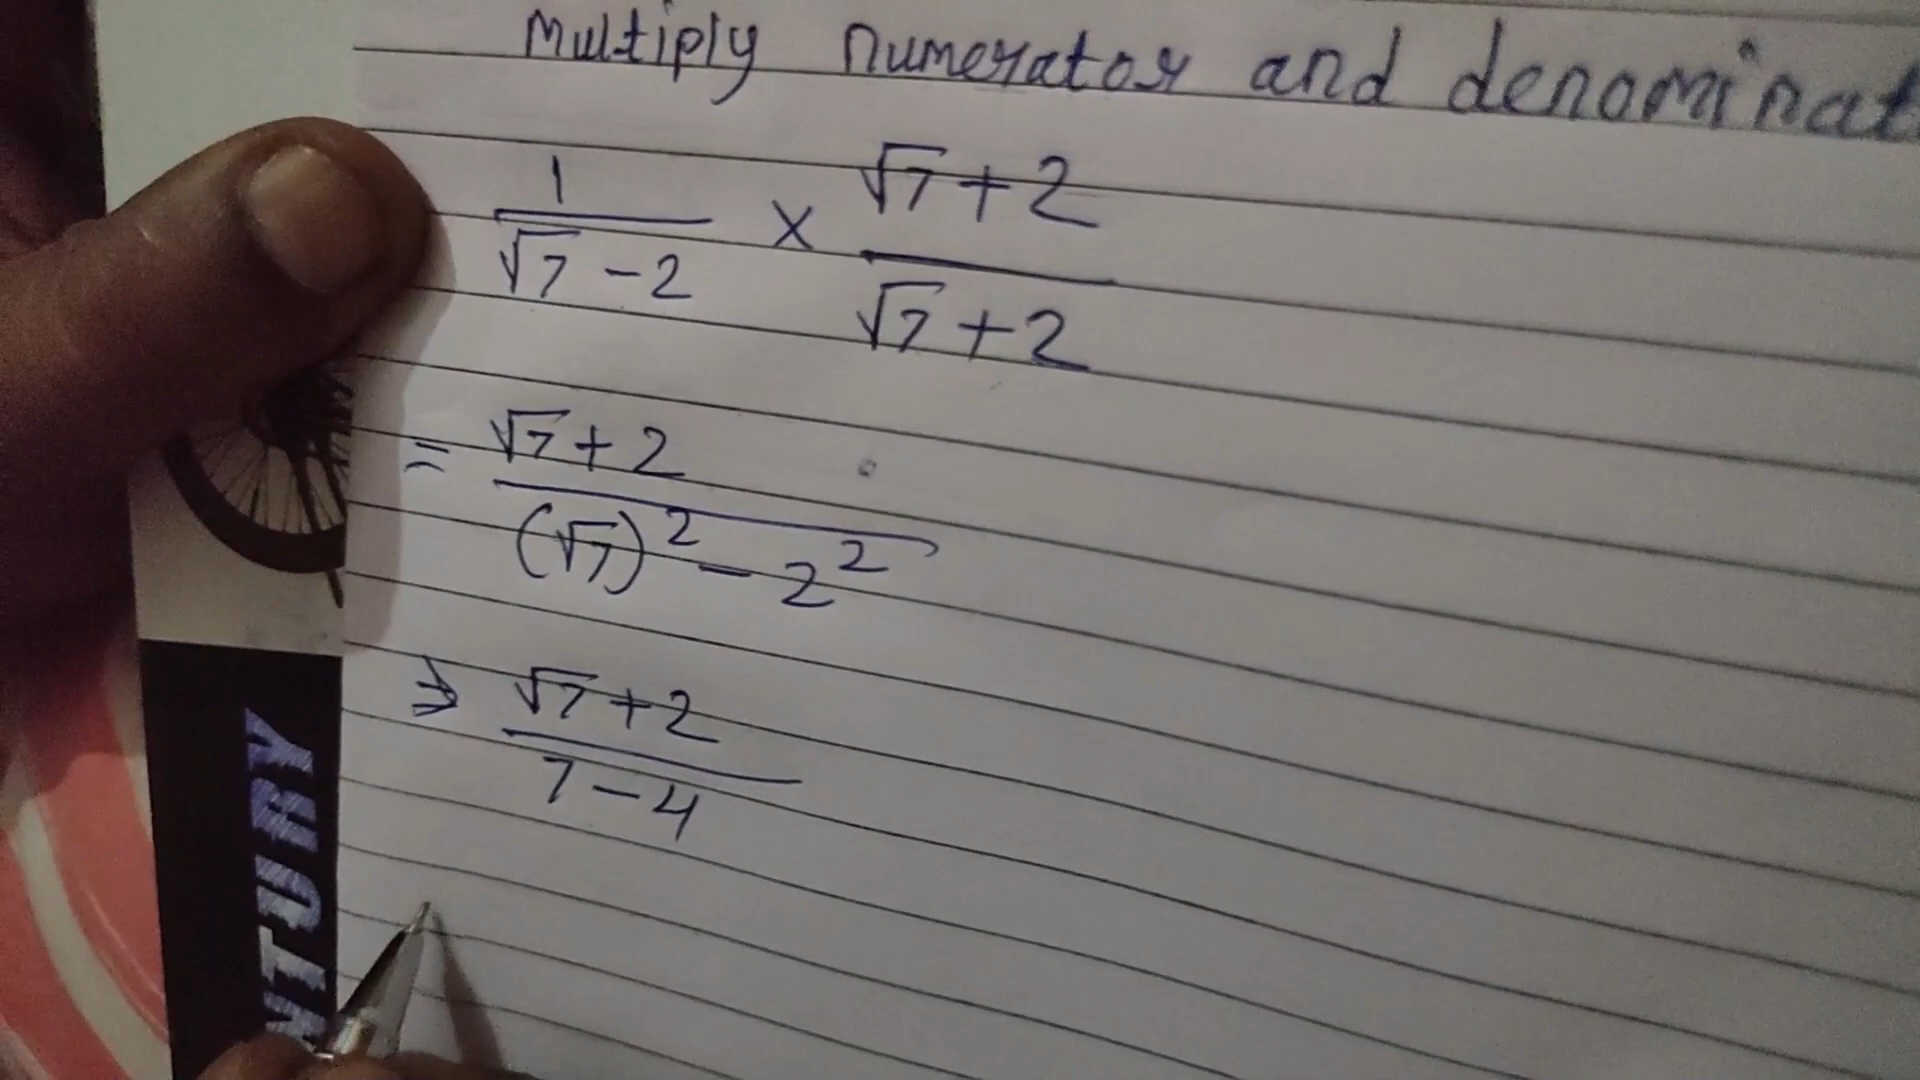 Multiply numerator and denominat
1/(√7 - 2) × (√7 + 2)/(√7 + 2)
= (√7 + 2)/((√7)² - 2²)
⇒ (√7 + 2)/(7 - 4)
NTURY